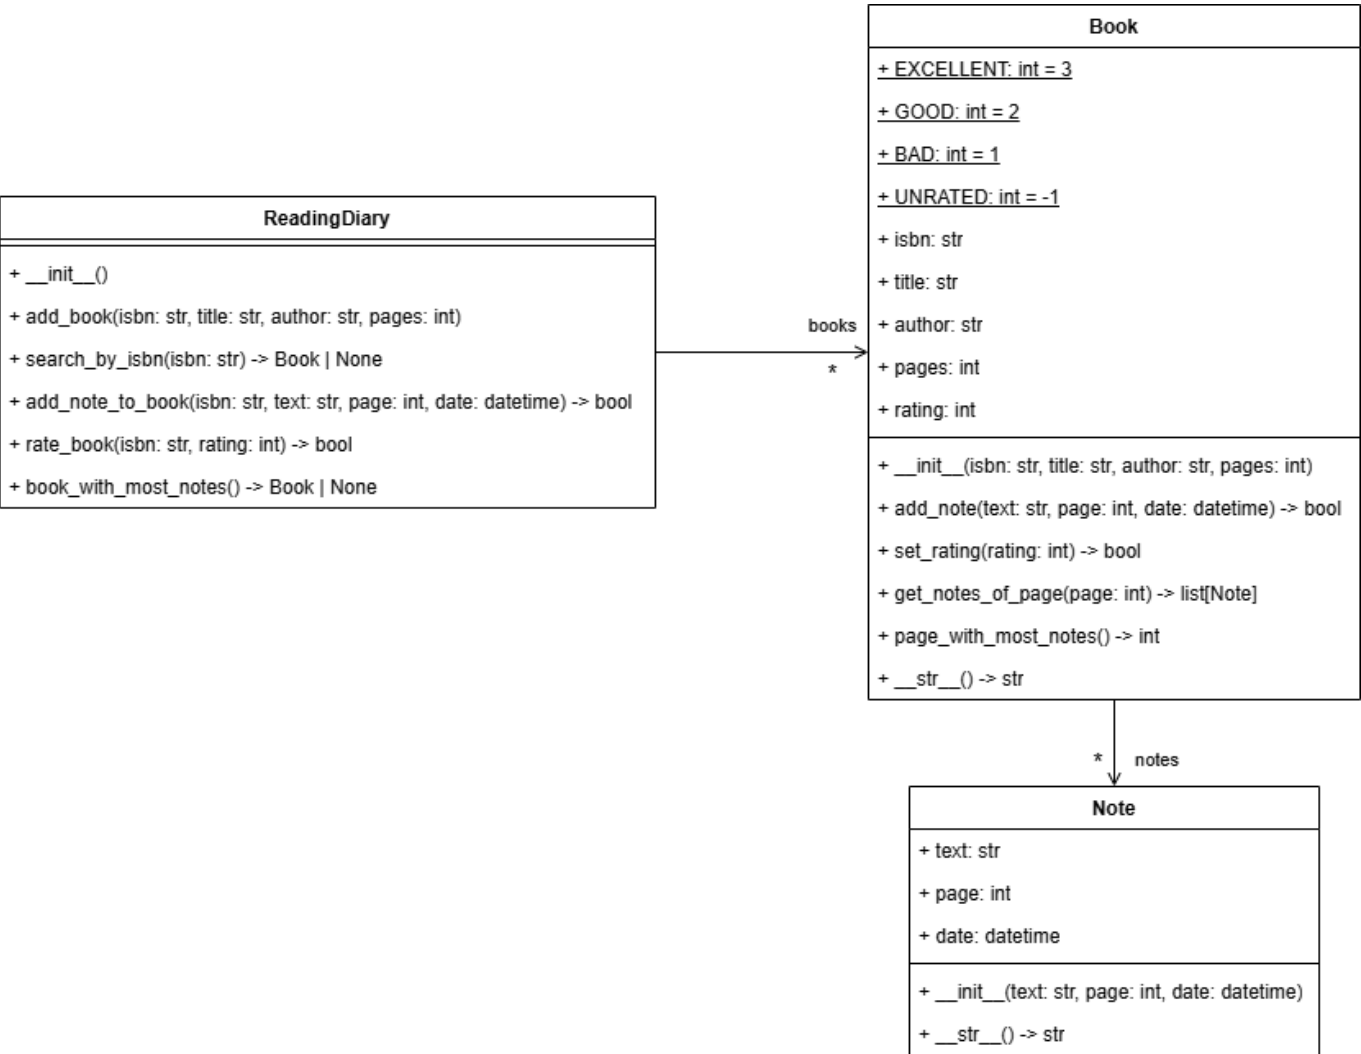 Book
+ EXCELLENT: int = 3
+ GOOD: int = 2
+ BAD: int = 1
+ UNRATED: int = -1
+ isbn: str
+ title: str
+ author: str
+ pages: int
+ rating: int
+ __init__(isbn: str, title: str, author: str, pages: int)
+ add_note(text: str, page: int, date: datetime) -> bool
+ set_rating(rating: int) -> bool
+ get_notes_of_page(page: int) -> list[Note]
+ page_with_most_notes() -> int
+ __str__() -> str
ReadingDiary
+ __init__()
+ add_book(isbn: str, title: str, author: str, pages: int)
+ search_by_isbn(isbn: str) -> Book | None
+ add_note_to_book(isbn: str, text: str, page: int, date: datetime) -> bool
+ rate_book(isbn: str, rating: int) -> bool
+ book_with_most_notes() -> Book | None
books
*
* notes
Note
+ text: str
+ page: int
+ date: datetime
+ __init__(text: str, page: int, date: datetime)
+ __str__() -> str